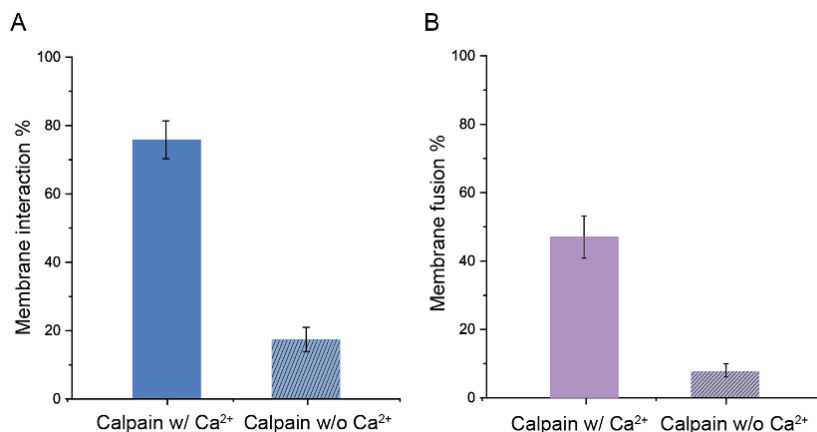 A
100
80
60
40
20
0
Membrane interaction %
Calpain w/ Ca²⁺ Calpain w/o Ca²⁺
B
100
80
60
40
20
0
Membrane fusion %
Calpain w/ Ca²⁺ Calpain w/o Ca²⁺